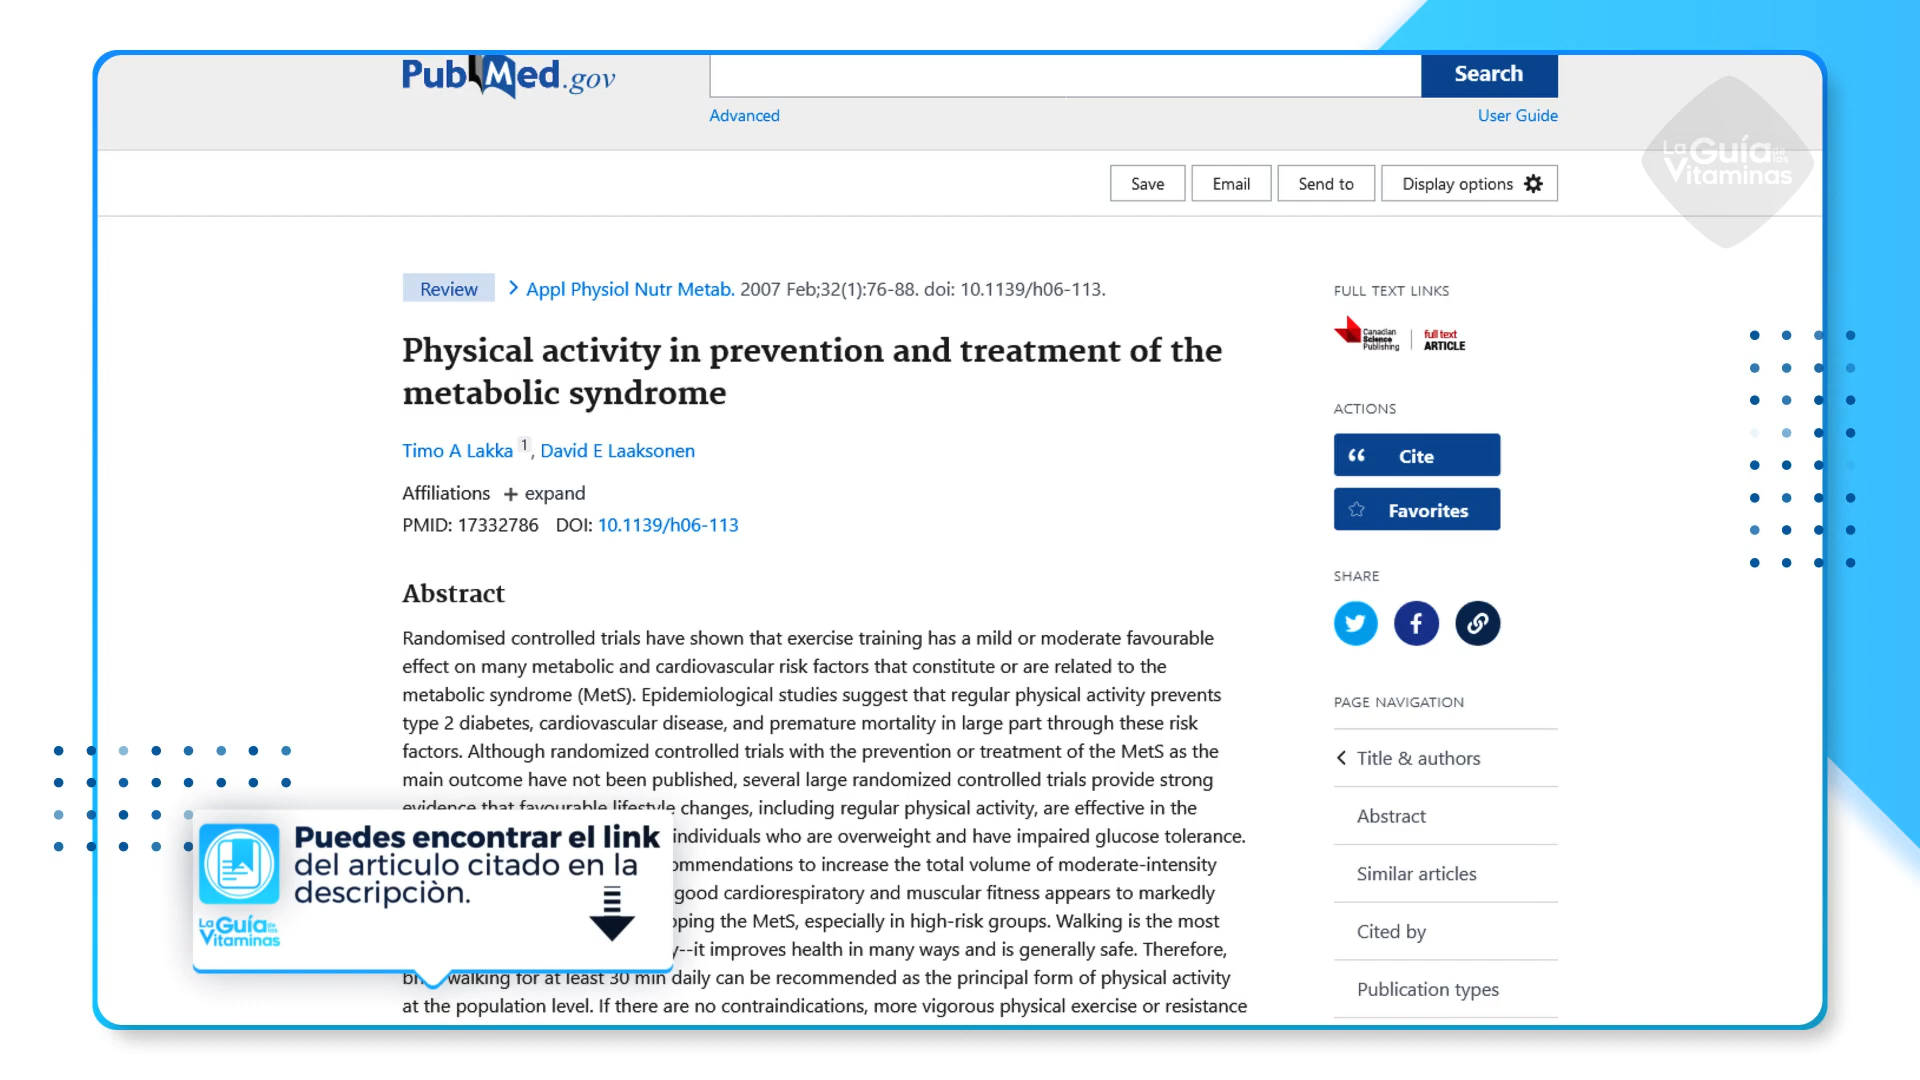 PubMed.gov
Search
Advanced
User Guide
La Guía de las Vitaminas
Save
Email
Send to
Display options
Review
Appl Physiol Nutr Metab. 2007 Feb;32(1):76-88. doi: 10.1139/h06-113.
Physical activity in prevention and treatment of the
metabolic syndrome
Timo A Lakka 1, David E Laaksonen
Affiliations + expand
PMID: 17332786 DOI: 10.1139/h06-113
Abstract
Randomised controlled trials have shown that exercise training has a mild or moderate favourable
effect on many metabolic and cardiovascular risk factors that constitute or are related to the
metabolic syndrome (MetS). Epidemiological studies suggest that regular physical activity prevents
type 2 diabetes, cardiovascular disease, and premature mortality in large part through these risk
factors. Although randomized controlled trials with the prevention or treatment of the MetS as the
main outcome have not been published, several large randomized controlled trials provide strong
evidence that favourable lifestyle changes, including regular physical activity, are effective in the
individuals who are overweight and have impaired glucose tolerance.
to increase the total volume of moderate-intensity
good cardiorespiratory and muscular fitness appears to markedly
the MetS, especially in high-risk groups. Walking is the most
--it improves health in many ways and is generally safe. Therefore,
walking for at least 30 min daily can be recommended as the principal form of physical activity
at the population level. If there are no contraindications, more vigorous physical exercise or resistance
Puedes encontrar el link
del articulo citado en la
descripciòn.
La Guía de las
Vitaminas
FULL TEXT LINKS
Canadian Science Publishing
full text ARTICLE
ACTIONS
Cite
Favorites
SHARE
PAGE NAVIGATION
Title & authors
Abstract
Similar articles
Cited by
Publication types